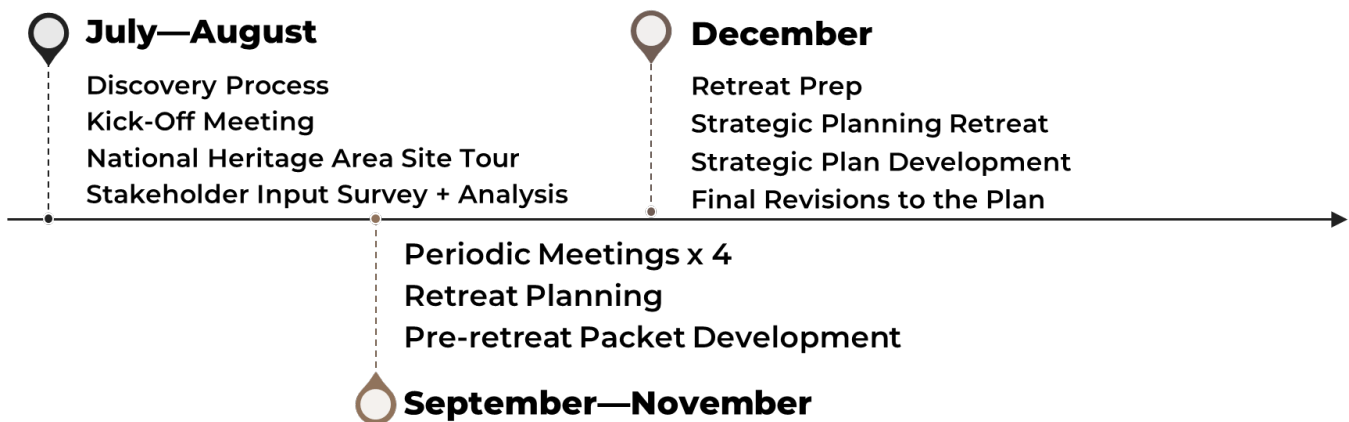 July—August
Discovery Process
Kick-Off Meeting
National Heritage Area Site Tour
Stakeholder Input Survey + Analysis
December
Retreat Prep
Strategic Planning Retreat
Strategic Plan Development
Final Revisions to the Plan
Periodic Meetings x 4
Retreat Planning
Pre-retreat Packet Development
September—November